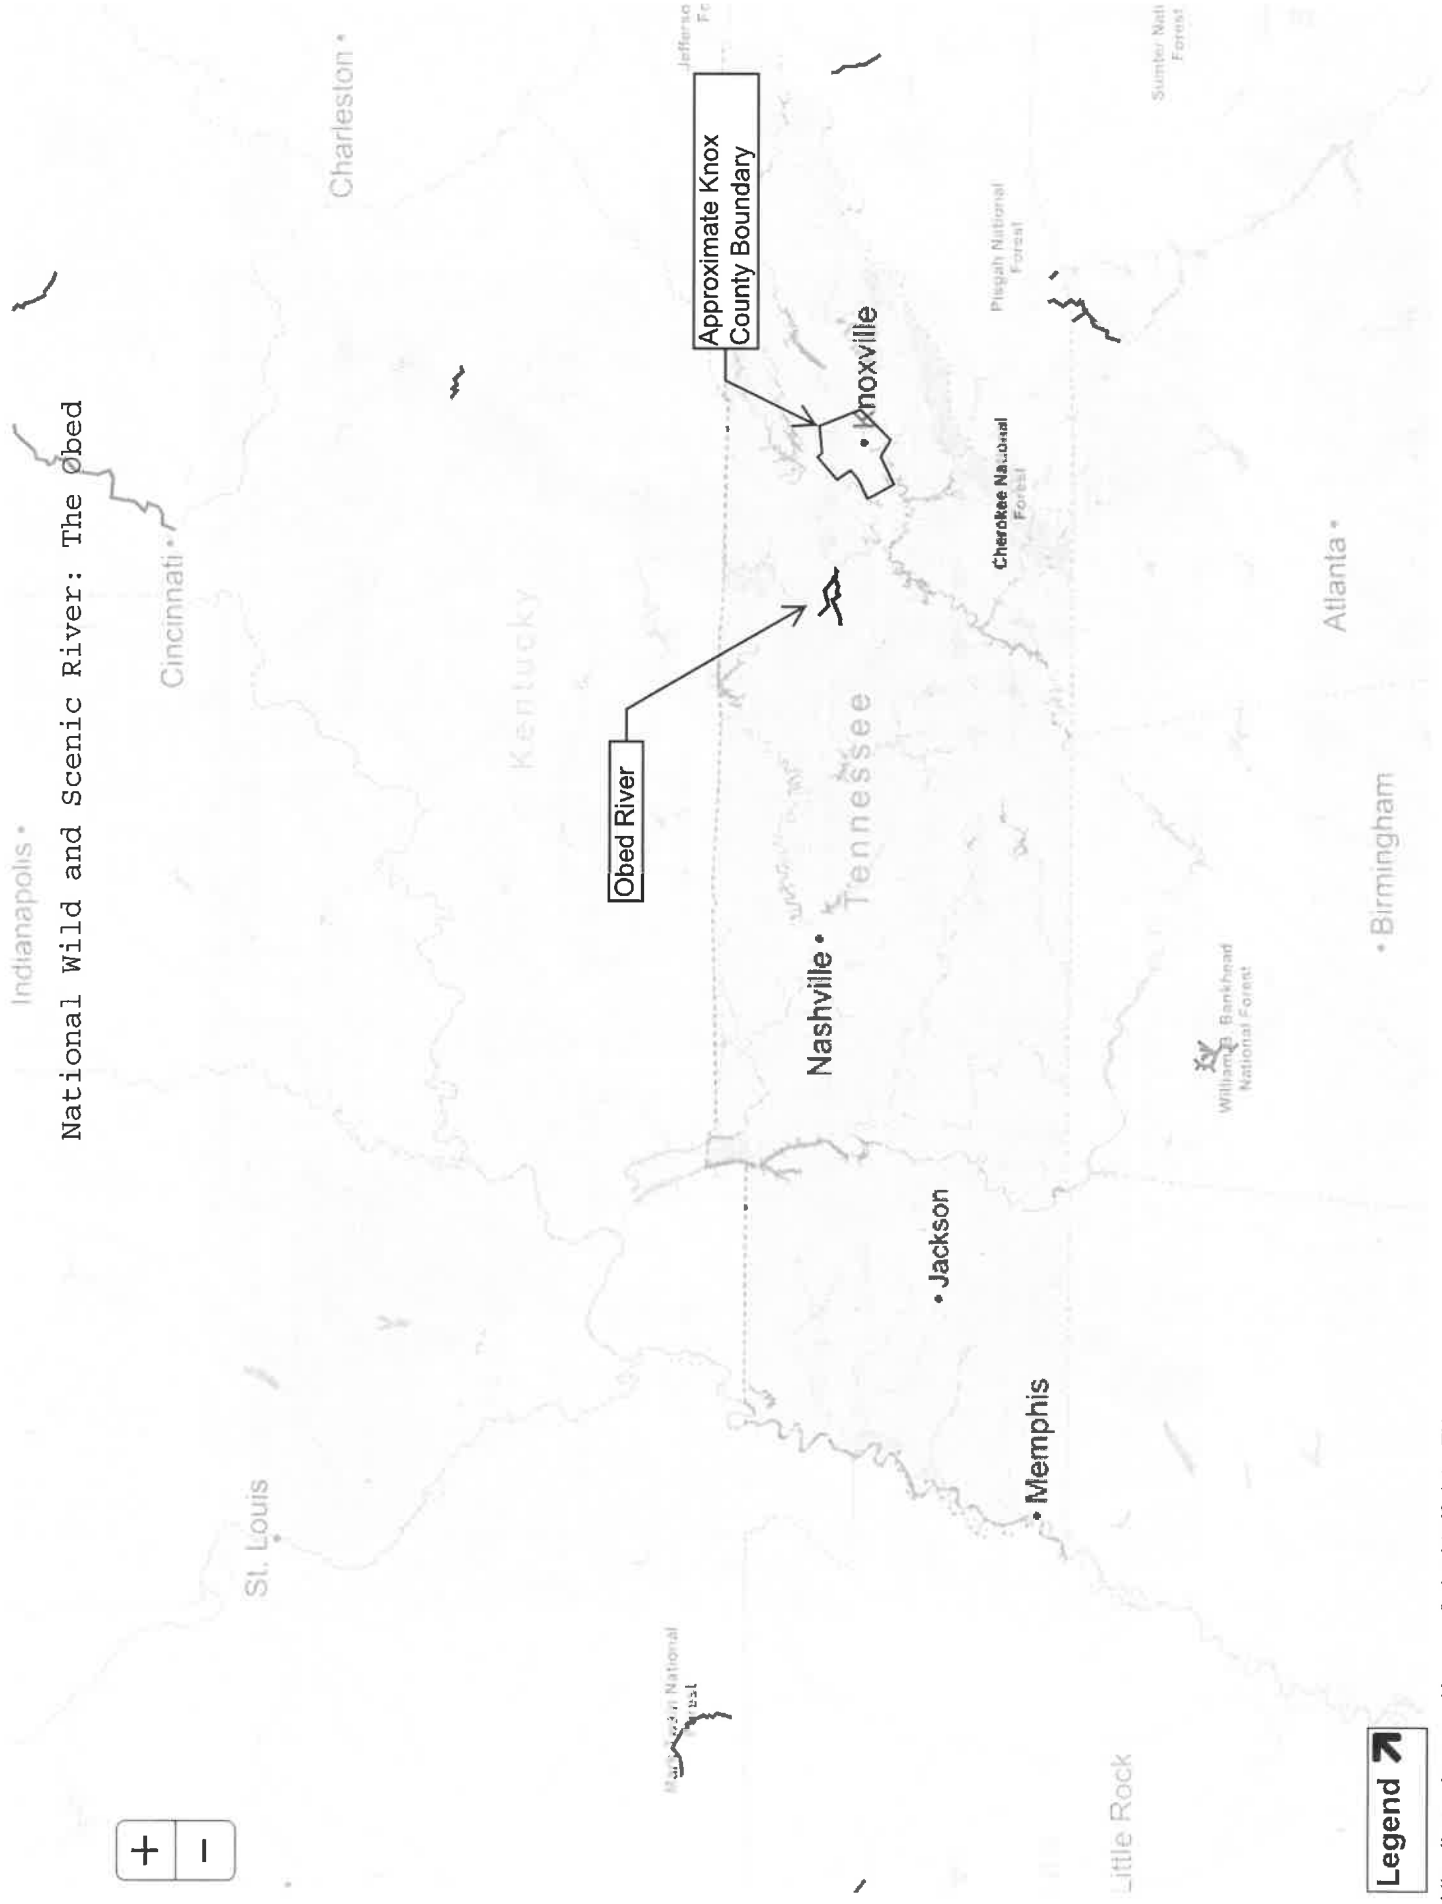 Indianapolis
National Wild and Scenic River: The Obed
Cincinnati
Charleston
St. Louis
Kentucky
Obed River
Approximate Knox
County Boundary
National
Nashville
Tennessee
Knoxville
Jackson
Memphis
Pisgah National
Forest
Cherokee National
Forest
Little Rock
William B. Bankhead
National Forest
Birmingham
Atlanta
Forest
Legend